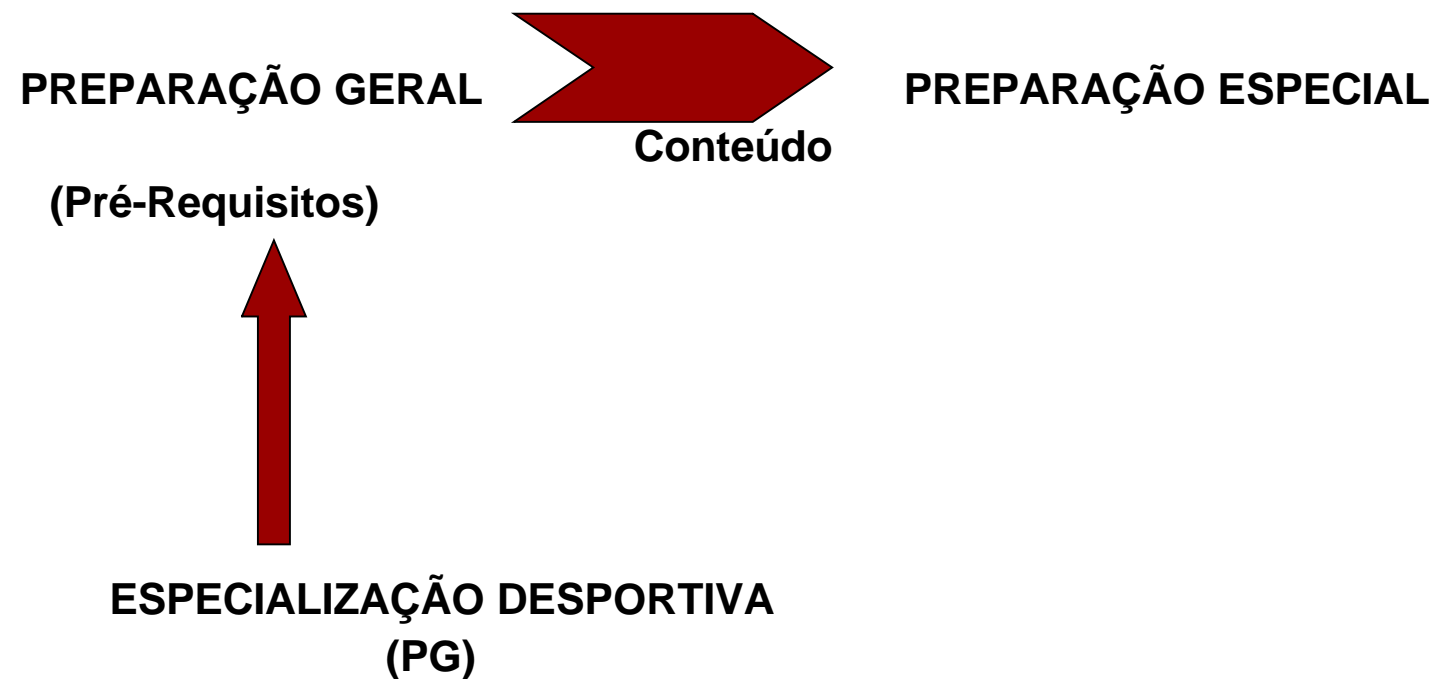 PREPARAÇÃO GERAL
PREPARAÇÃO ESPECIAL
Conteúdo
(Pré-Requisitos)
ESPECIALIZAÇÃO DESPORTIVA
(PG)